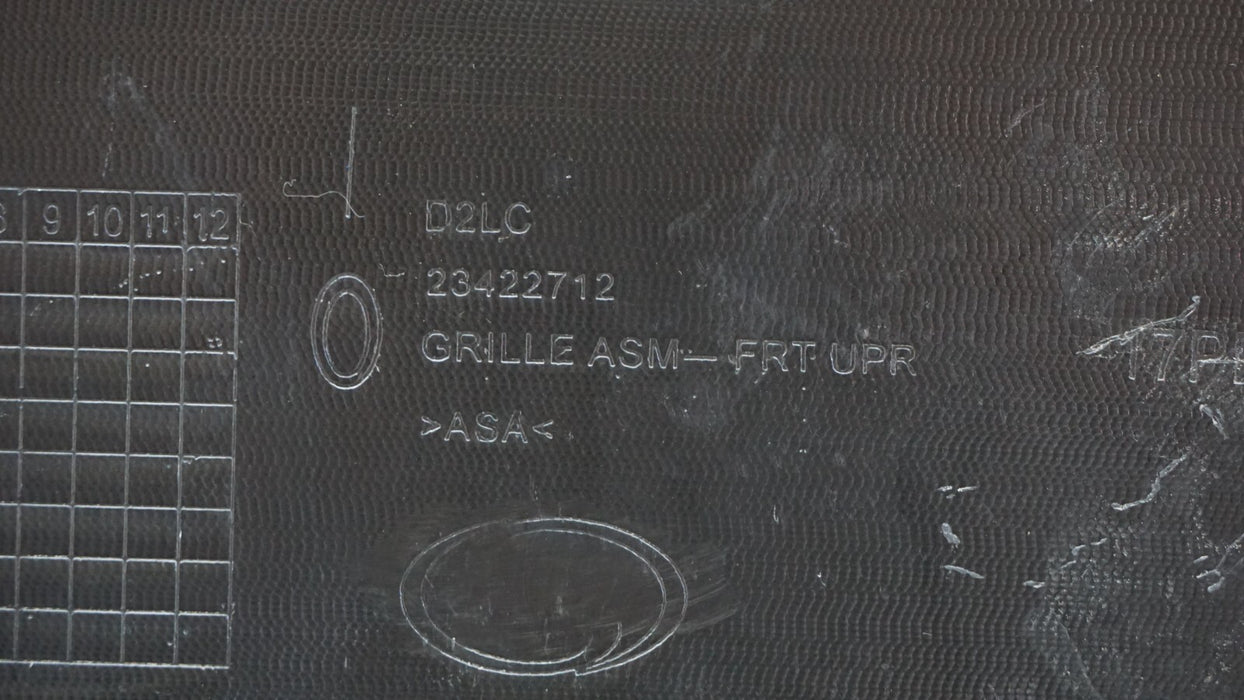 9 10 11 12
D2LC
23422712
GRILLE ASM— FRT UPR
>ASA<